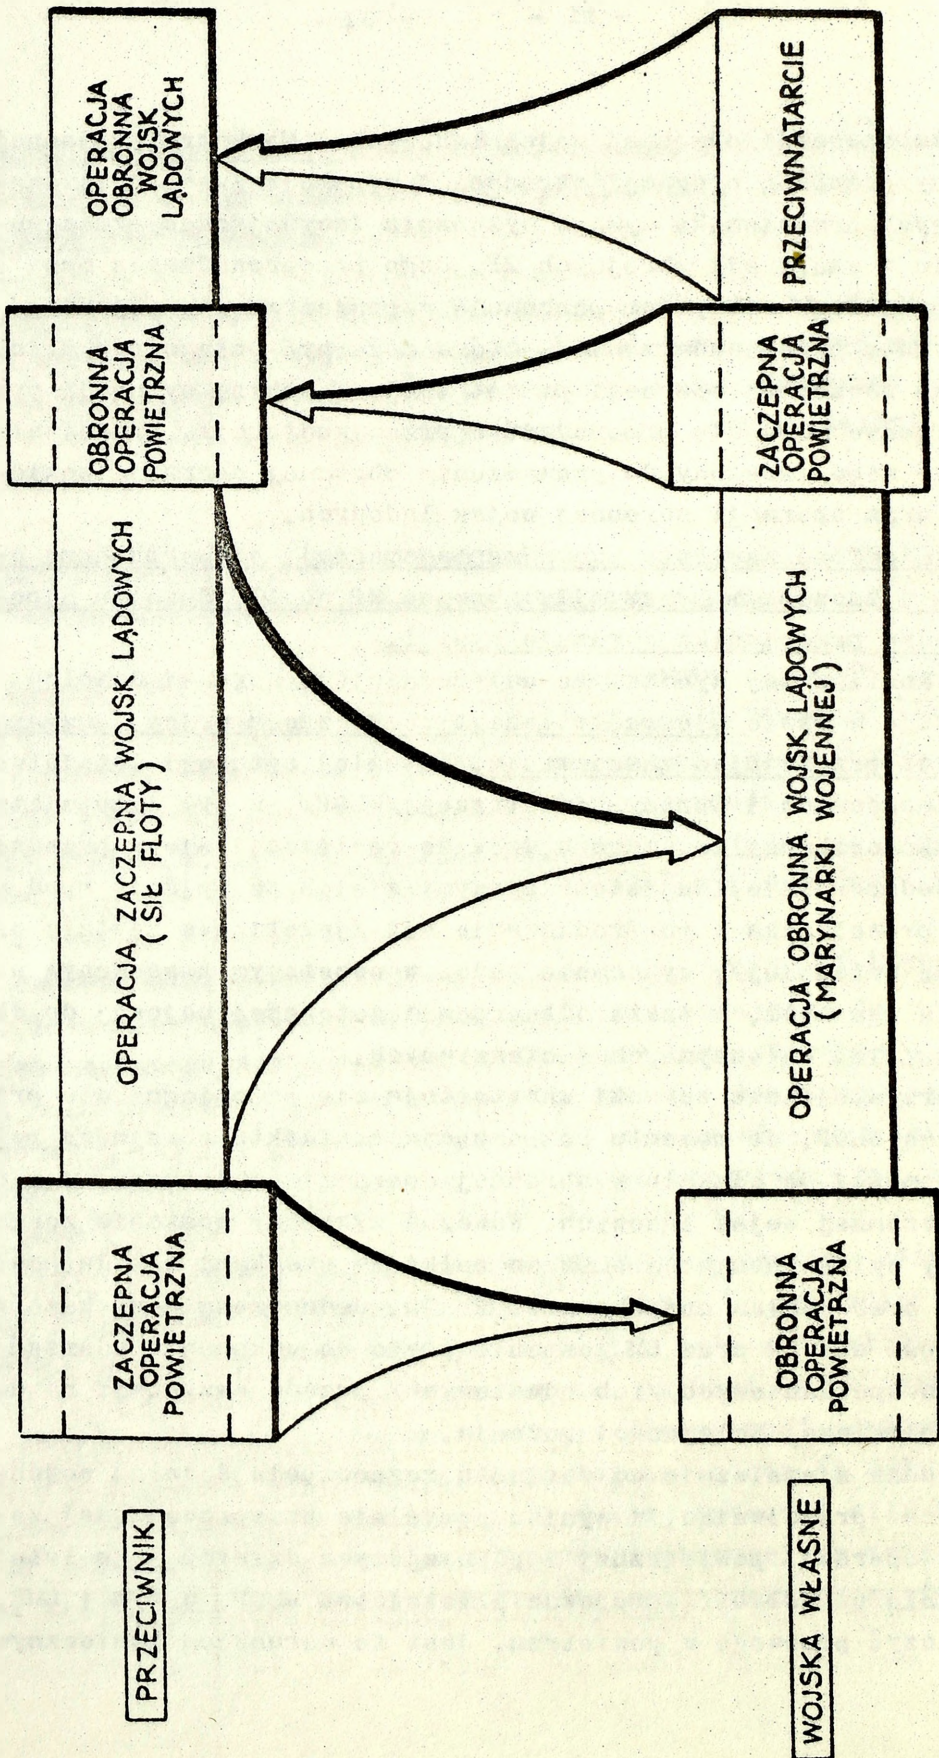 PRZECIWNIK
ZACZEPNA
OPERACJA
POWIETRZNA
OPERACJA ZACZEPNA WOJSK LĄDOWYCH
( SIŁ FLOTY )
OBRONNA
OPERACJA
POWIETRZNA
OPERACJA
OBRONNA
WOJSK
LĄDOWYCH
WOJSKA WŁASNE
OBRONNA
OPERACJA
POWIETRZNA
OPERACJA OBRONNA WOJSK LĄDOWYCH
(MARYNARKI WOJENNEJ)
ZACZEPNA
OPERACJA
POWIETRZNA
PRZECIWNATARCIE